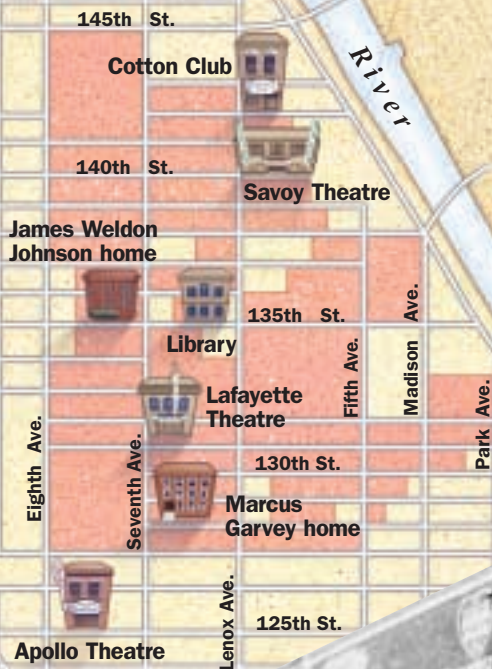 145th St.
Cotton Club
River
140th St.
Savoy Theatre
James Weldon
Johnson home
135th St.
Library
Fifth Ave.
Madison Ave.
Lafayette
Theatre
Park Ave.
Eighth Ave.
Seventh Ave.
130th St.
Marcus
Garvey home
Lenox Ave.
125th St.
Apollo Theatre